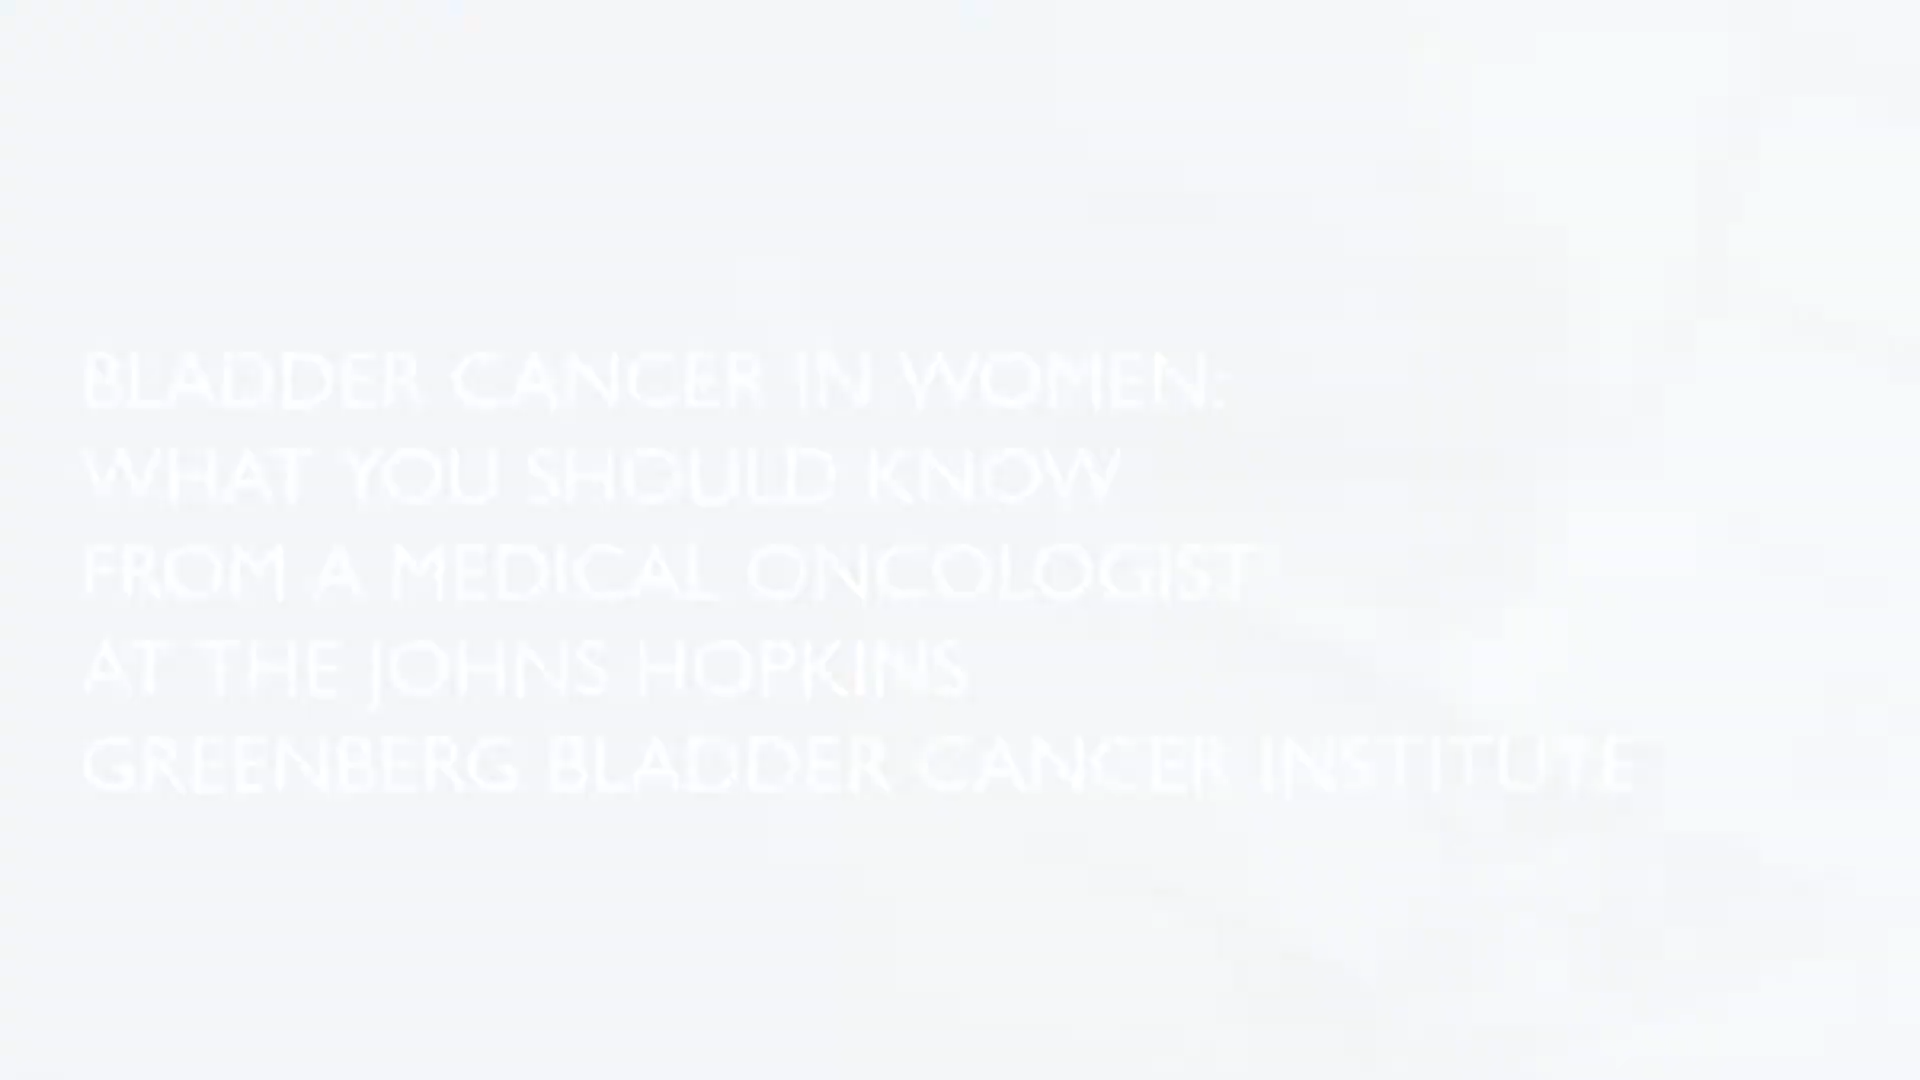 BLADDER CANCER IN WOMEN:
WHAT YOU SHOULD KNOW
FROM A MEDICAL ONCOLOGIST
AT THE JOHNS HOPKINS
GREENBERG BLADDER CANCER INSTITUTE